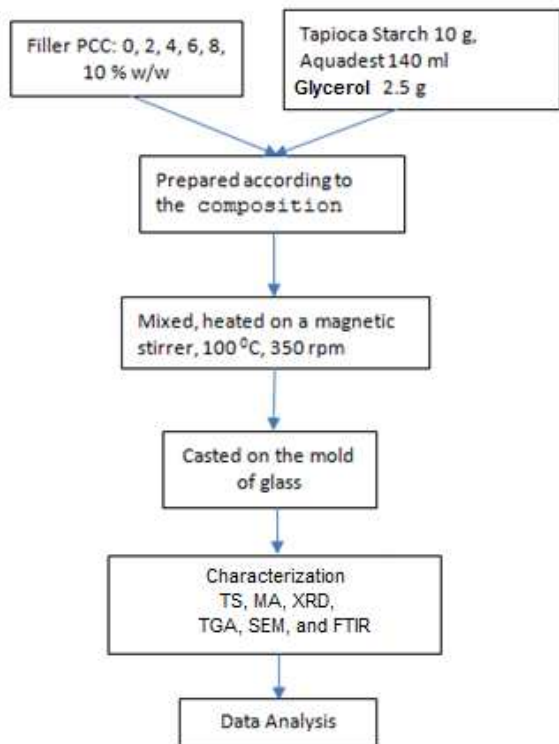 Filler PCC: 0, 2, 4, 6, 8,
10 % w/w
Tapioca Starch 10 g,
Aquadest 140 ml
Glycerol 2.5 g
Prepared according to
the composition
Mixed, heated on a magnetic
stirrer, 100 ⁰C, 350 rpm
Casted on the mold
of glass
Characterization
TS, MA, XRD,
TGA, SEM, and FTIR
Data Analysis